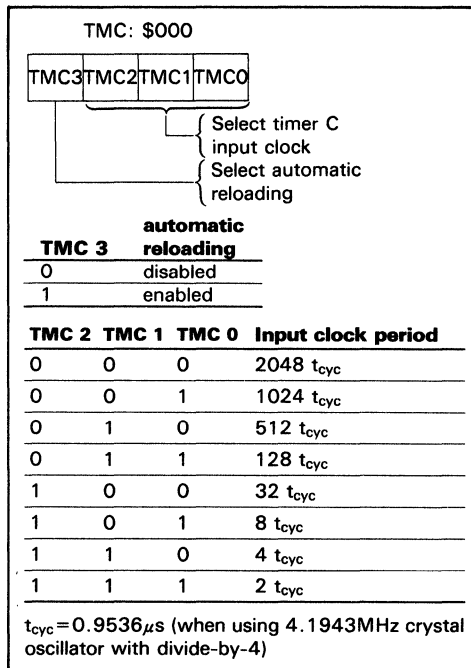 TMC: $000
TMC3 TMC2 TMC1 TMC0
Select timer C
input clock
Select automatic
reloading
automatic
TMC 3 reloading
0 disabled
1 enabled
TMC 2 TMC 1 TMC 0 Input clock period
0 0 0 2048 tcyc
0 0 1 1024 tcyc
0 1 0 512 tcyc
0 1 1 128 tcyc
1 0 0 32 tcyc
1 0 1 8 tcyc
1 1 0 4 tcyc
1 1 1 2 tcyc
tcyc=0.9536μs (when using 4.1943MHz crystal
oscillator with divide-by-4)